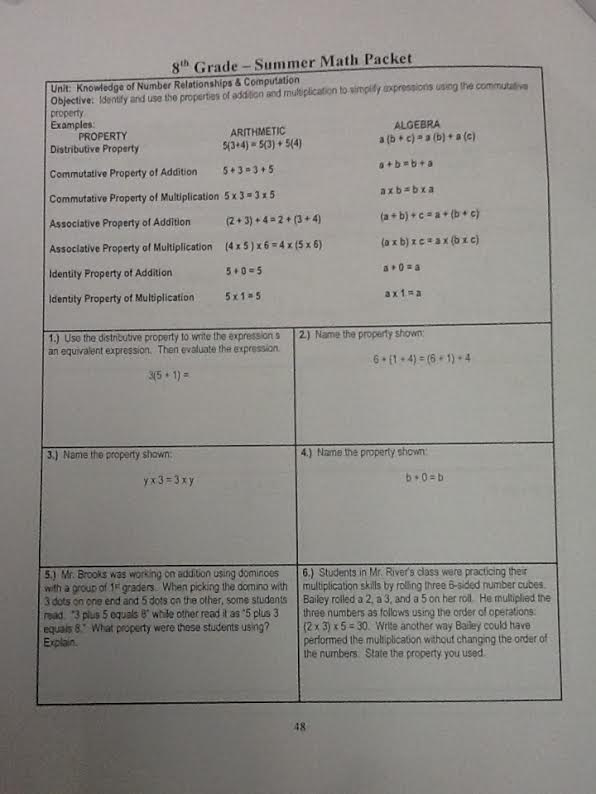 8th Grade – Summer Math Packet
Unit: Knowledge of Number Relationships & Computation
Objective: Identify and use the properties of addition and multiplication to simplify expressions using the commutative
property.
Examples:
PROPERTY ARITHMETIC ALGEBRA
Distributive Property 5(3+4) = 5(3) + 5(4) a (b + c) = a (b) + a (c)
Commutative Property of Addition 5 + 3 = 3 + 5 a + b = b + a
Commutative Property of Multiplication 5 x 3 = 3 x 5 a x b = b x a
Associative Property of Addition (2 + 3) + 4 = 2 + (3 + 4) (a + b) + c = a + (b + c)
Associative Property of Multiplication (4 x 5 ) x 6 = 4 x (5 x 6) (a x b) x c = a x (b x c)
Identity Property of Addition 5 + 0 = 5 a + 0 = a
Identity Property of Multiplication 5 x 1 = 5 a x 1 = a
1.) Use the distributive property to write the expression s
an equivalent expression. Then evaluate the expression.
3(5 + 1) =
2.) Name the property shown:
6 + (1 + 4) = (6 + 1) + 4
3.) Name the property shown:
y x 3 = 3 x y
4.) Name the property shown:
b + 0 = b
5.) Mr. Brooks was working on addition using dominoes
with a group of 1st graders. When picking the domino with
3 dots on one end and 5 dots on the other, some students
read, "3 plus 5 equals 8" while other read it as "5 plus 3
equals 8." What property were these students using?
Explain.
6.) Students in Mr. River's class were practicing their
multiplication skills by rolling three 6-sided number cubes.
Bailey rolled a 2, a 3, and a 5 on her roll. He multiplied the
three numbers as follows using the order of operations:
(2 x 3) x 5 = 30. Write another way Bailey could have
performed the multiplication without changing the order of
the numbers. State the property you used.
48